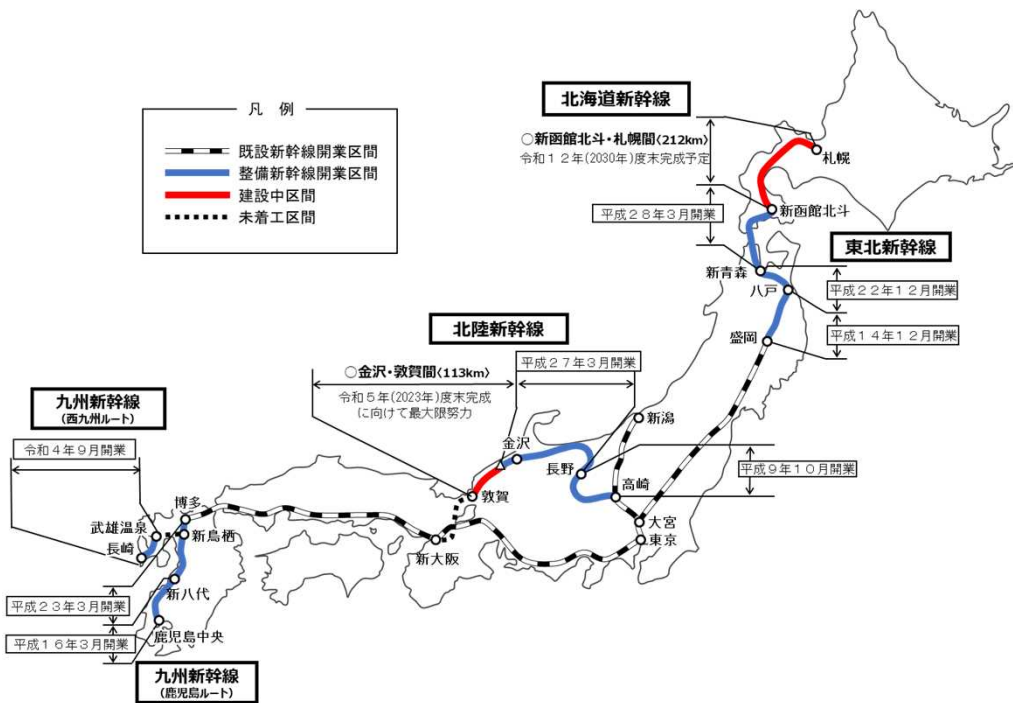 凡 例
既設新幹線開業区間
整備新幹線開業区間
建設中区間
未着工区間
北海道新幹線
○新函館北斗・札幌間〈212km〉
令和12年(2030年)度末完成予定
札幌
新函館北斗
平成28年3月開業
東北新幹線
新青森
平成22年12月開業
八戸
平成14年12月開業
盛岡
北陸新幹線
平成27年3月開業
○金沢・敦賀間〈113km〉
令和5年(2023年)度末完成
に向けて最大限努力
新潟
金沢
長野
平成9年10月開業
高崎
敦賀
大宮
東京
新大阪
九州新幹線
(西九州ルート)
令和4年9月開業
博多
武雄温泉
新鳥栖
長崎
新八代
平成23年3月開業
鹿児島中央
平成16年3月開業
九州新幹線
(鹿児島ルート)